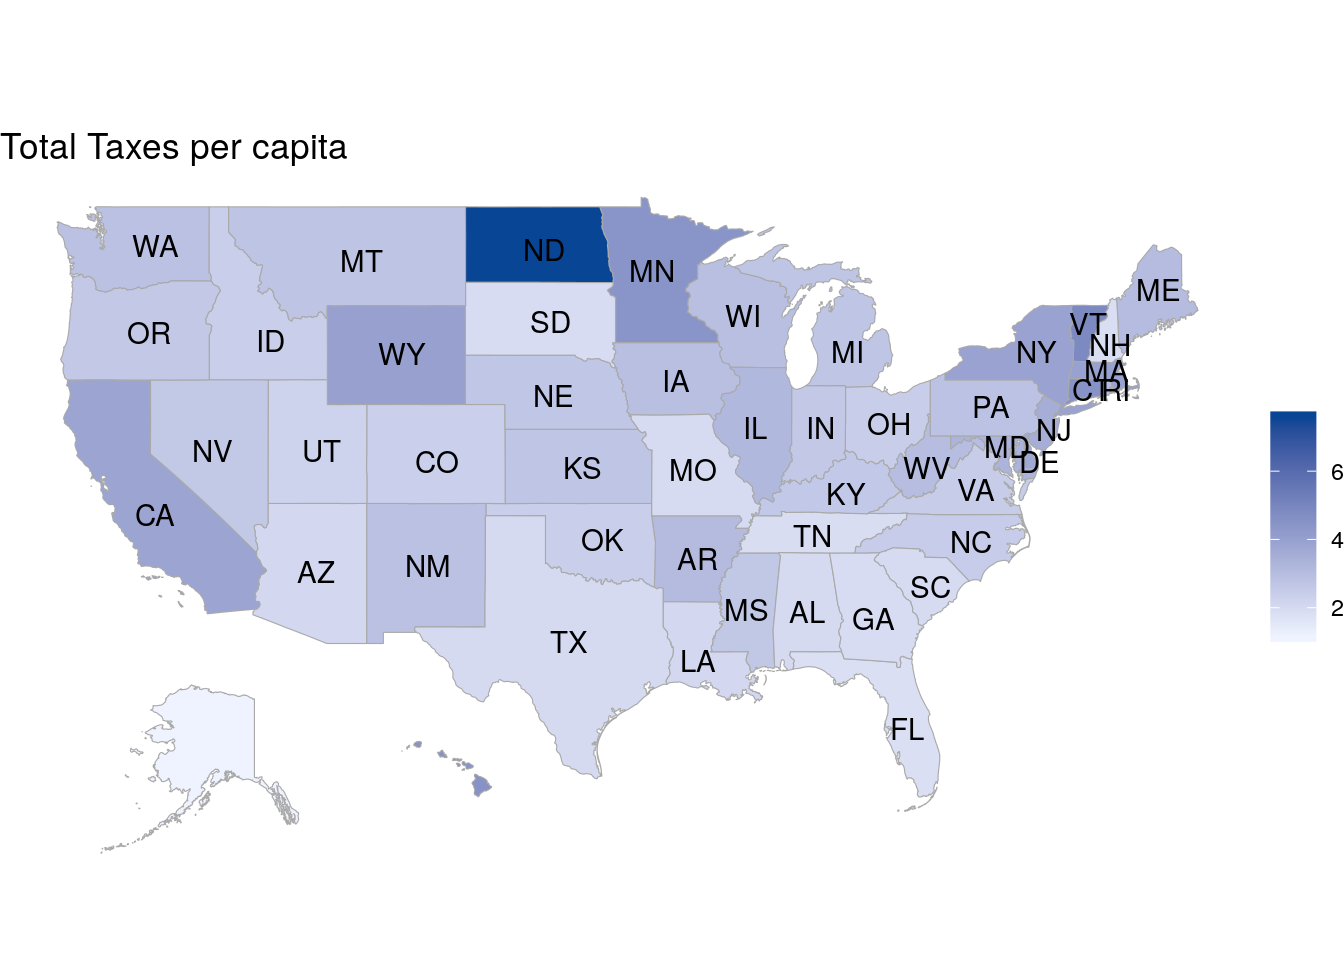 Total Taxes per capita
WA
MT
ND
MN
ME
OR
ID
WY
SD
WI
MI
VT
NH
NY
MA
CT
RI
IA
NE
PA
NJ
NV
UT
CO
KS
MO
IL
IN
OH
MD
DE
WV
VA
KY
CA
AZ
NM
OK
AR
TN
NC
SC
TX
LA
MS
AL
GA
FL
6
4
2